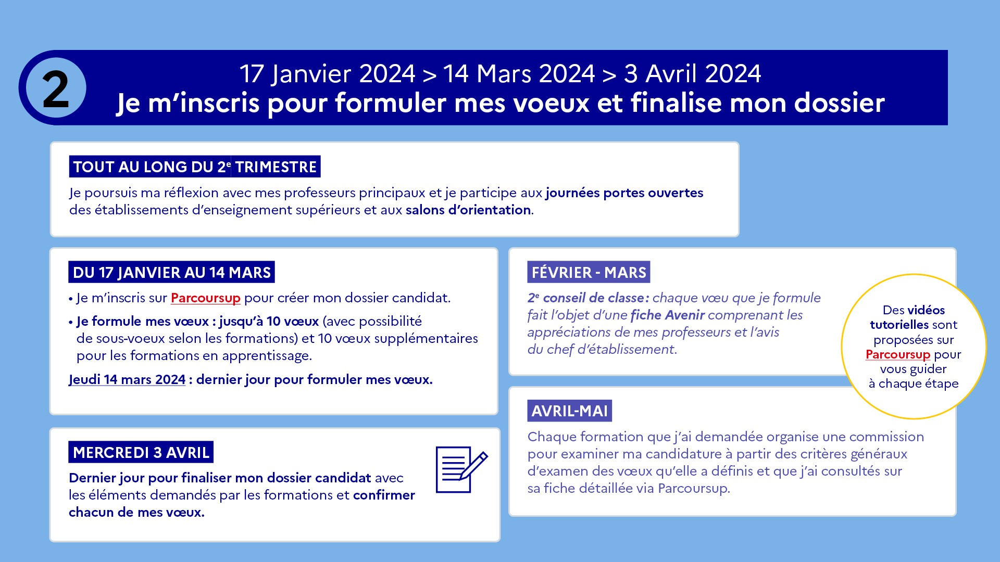 2
17 Janvier 2024 > 14 Mars 2024 > 3 Avril 2024
Je m’inscris pour formuler mes voeux et finalise mon dossier
TOUT AU LONG DU 2e TRIMESTRE
Je poursuis ma réflexion avec mes professeurs principaux et je participe aux journées portes ouvertes
des établissements d’enseignement supérieurs et aux salons d’orientation.
DU 17 JANVIER AU 14 MARS
• Je m’inscris sur Parcoursup pour créer mon dossier candidat.
• Je formule mes vœux : jusqu’à 10 vœux (avec possibilité
de sous-voeux selon les formations) et 10 vœux supplémentaires
pour les formations en apprentissage.
Jeudi 14 mars 2024 : dernier jour pour formuler mes vœux.
MERCREDI 3 AVRIL
Dernier jour pour finaliser mon dossier candidat avec
les éléments demandés par les formations et confirmer
chacun de mes vœux.
FÉVRIER - MARS
2e conseil de classe : chaque vœu que je formule
fait l’objet d’une fiche Avenir comprenant les
appréciations de mes professeurs et l’avis
du chef d’établissement.
Des vidéos
tutorielles sont
proposées sur
Parcoursup pour
vous guider
à chaque étape
AVRIL-MAI
Chaque formation que j’ai demandée organise une commission
pour examiner ma candidature à partir des critères généraux
d’examen des vœux qu’elle a définis et que j’ai consultés sur
sa fiche détaillée via Parcoursup.